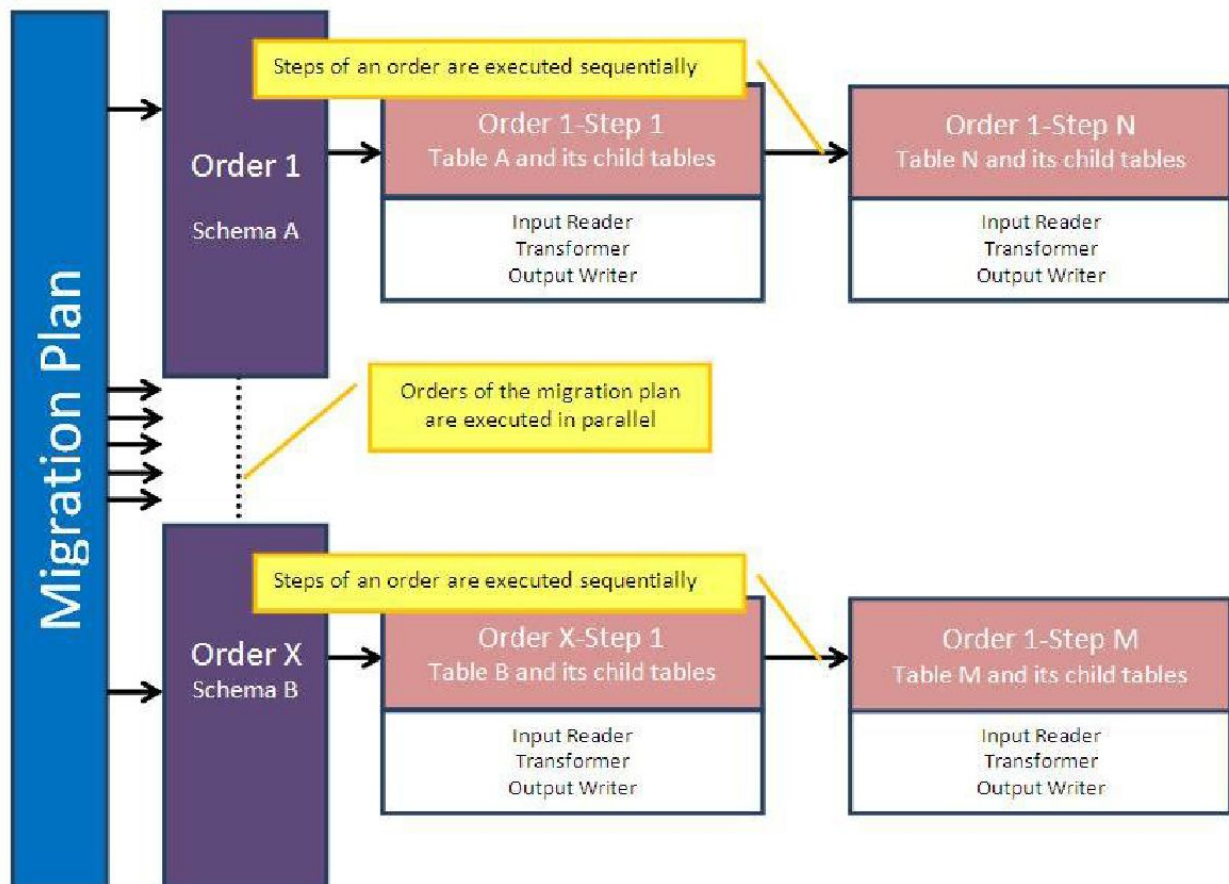 Migration Plan
Order 1
Schema A
Steps of an order are executed sequentially
Order 1-Step 1
Table A and its child tables
Input Reader
Transformer
Output Writer
Order 1-Step N
Table N and its child tables
Input Reader
Transformer
Output Writer
Orders of the migration plan
are executed in parallel
Order X
Schema B
Steps of an order are executed sequentially
Order X-Step 1
Table B and its child tables
Input Reader
Transformer
Output Writer
Order 1-Step M
Table M and its child tables
Input Reader
Transformer
Output Writer